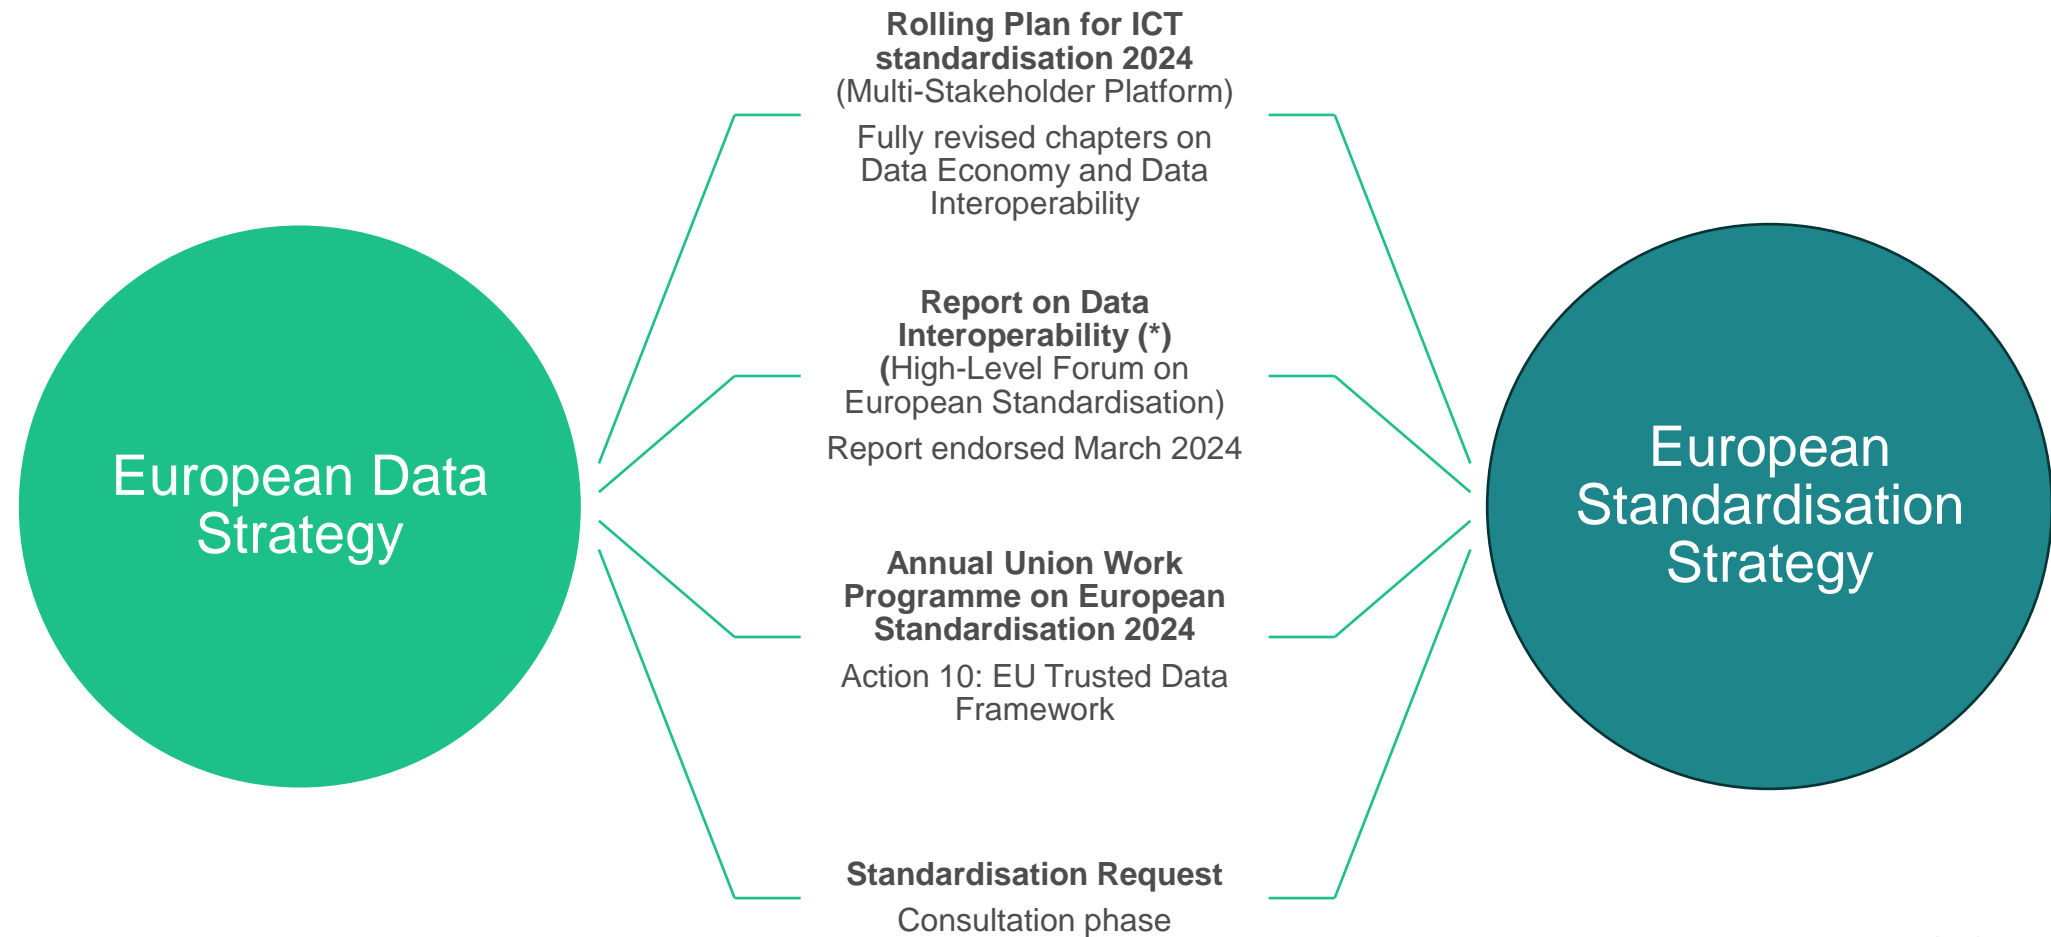 Rolling Plan for ICT
standardisation 2024
(Multi-Stakeholder Platform)
Fully revised chapters on
Data Economy and Data
Interoperability
Report on Data
Interoperability (*)
(High-Level Forum on
European Standardisation)
Report endorsed March 2024
European Data
Strategy
European
Standardisation
Strategy
Annual Union Work
Programme on European
Standardisation 2024
Action 10: EU Trusted Data
Framework
Standardisation Request
Consultation phase